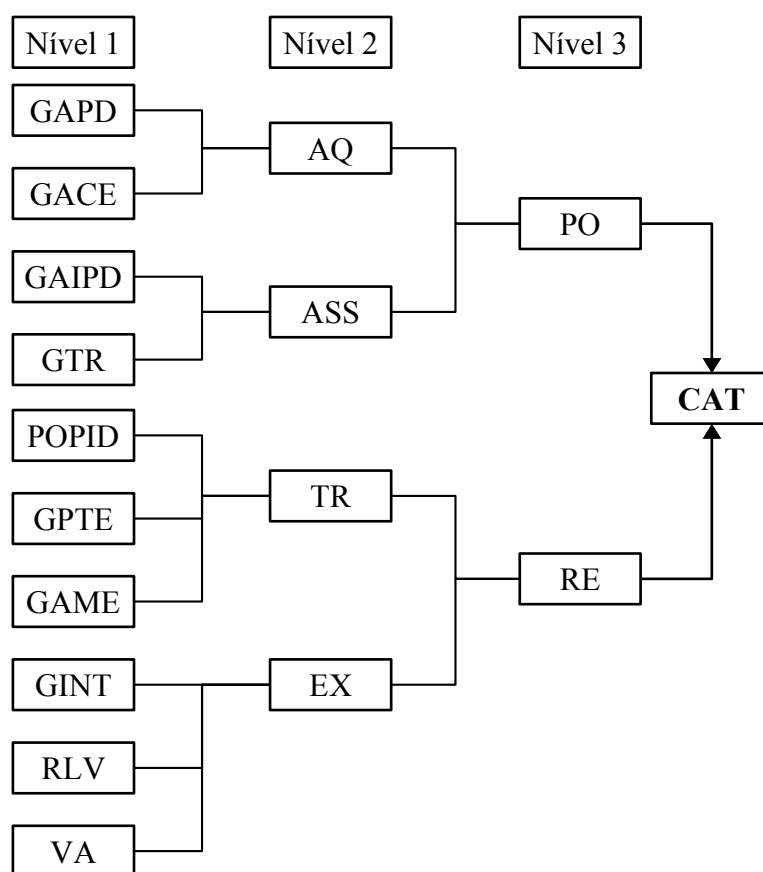 Nível 1
Nível 2
Nível 3
GAPD
GACE
AQ
GAIPD
GTR
ASS
PO
POPID
GPTE
GAME
TR
GINT
RLV
VA
EX
RE
CAT